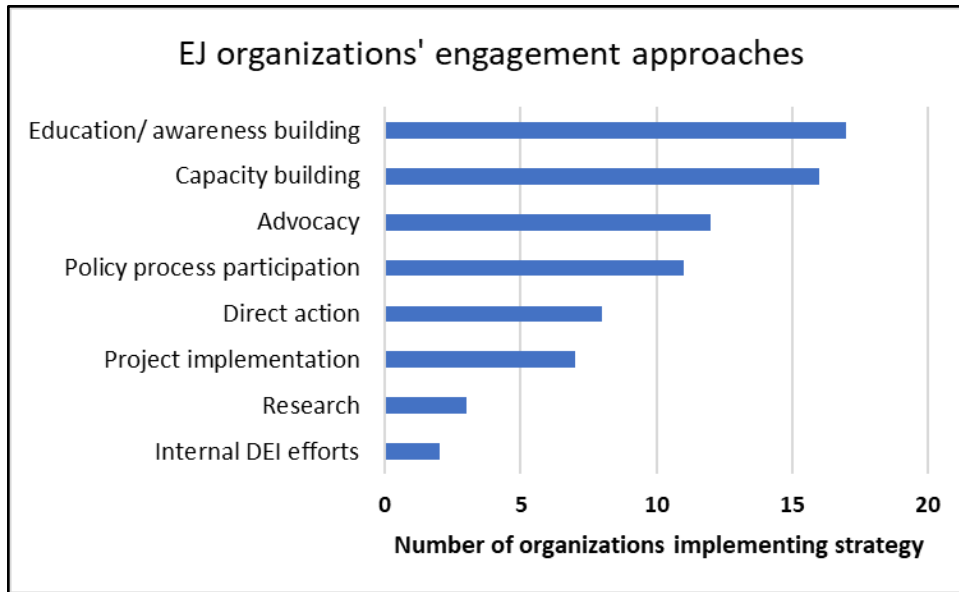 EJ organizations' engagement approaches
Education/ awareness building
Capacity building
Advocacy
Policy process participation
Direct action
Project implementation
Research
Internal DEI efforts
0 5 10 15 20
Number of organizations implementing strategy